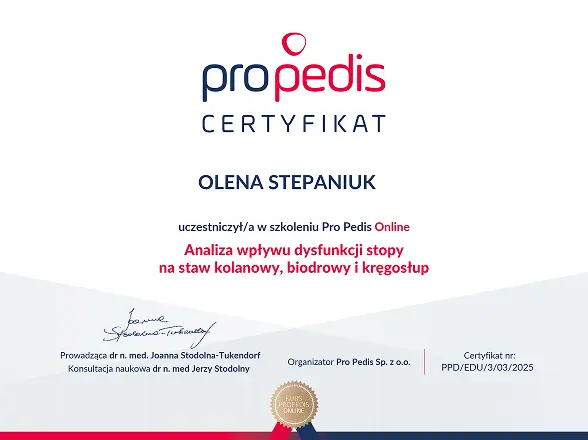 propedis
CERTYFIKAT
OLENA STEPANIUK
uczestniczył/a w szkoleniu Pro Pedis Online
Analiza wpływu dysfunkcji stopy
na staw kolanowy, biodrowy i kręgosłup
Joanna
Stodolna-Tukendorf
Prowadząca dr n. med. Joanna Stodolna-Tukendorf
Konsultacja naukowa dr n. med Jerzy Stodolny
Organizator Pro Pedis Sp. z o.o.
Certyfikat nr:
PPD/EDU/3/03/2025
KURS
PROPEDIS
ONLINE